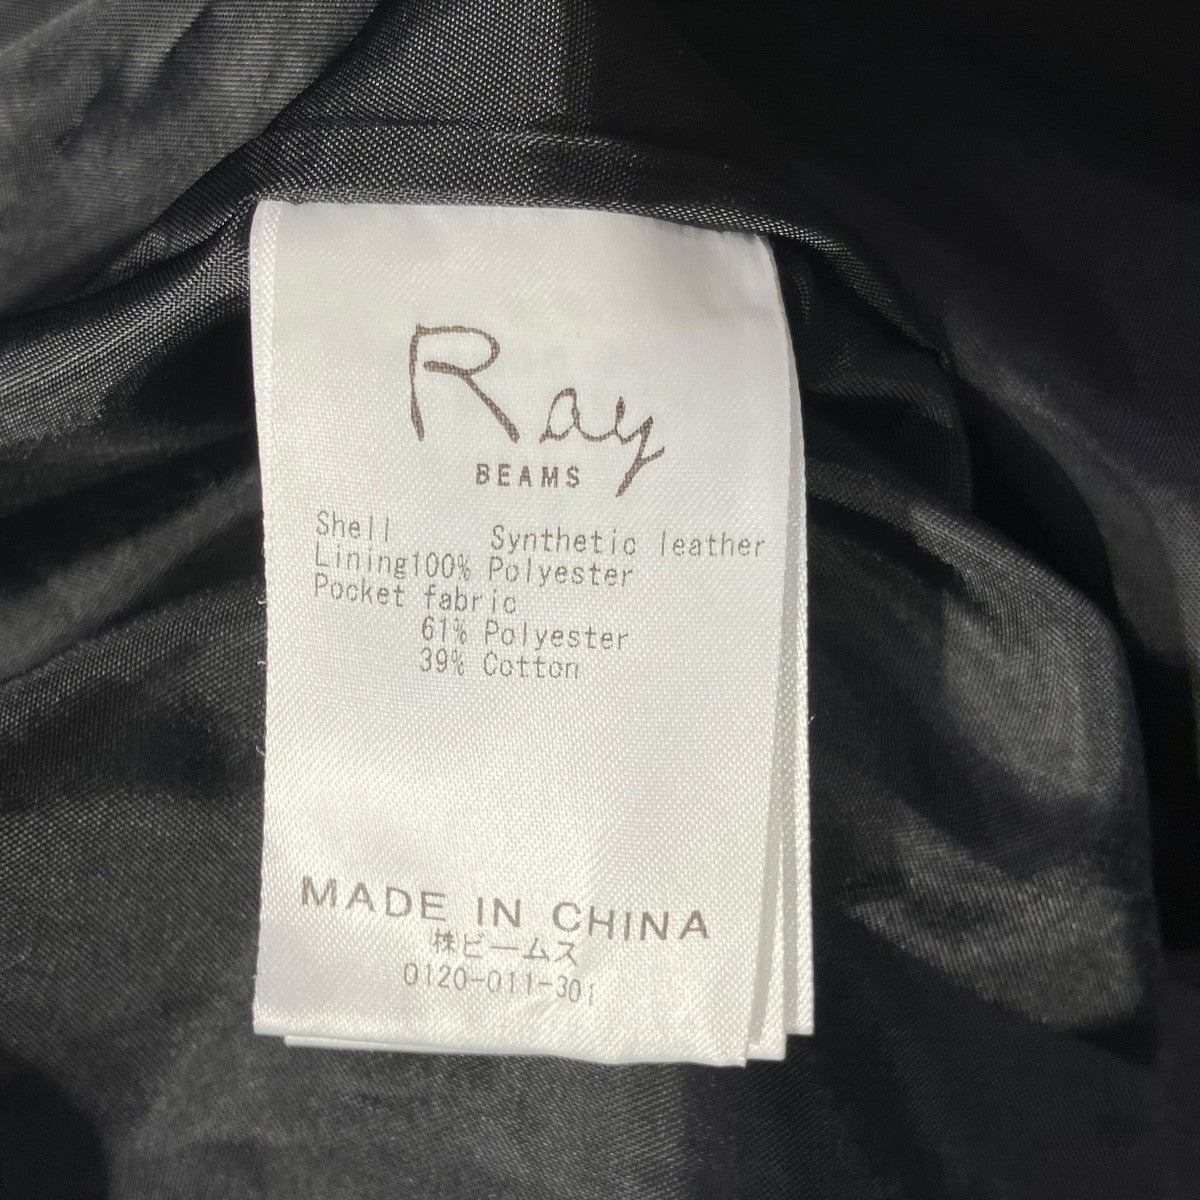 Ray
BEAMS
Shell Synthetic leather
Lining100% Polyester
Pocket fabric
61% Polyester
39% Cotton
MADE IN CHINA
㈱ビームス
0120-011-301